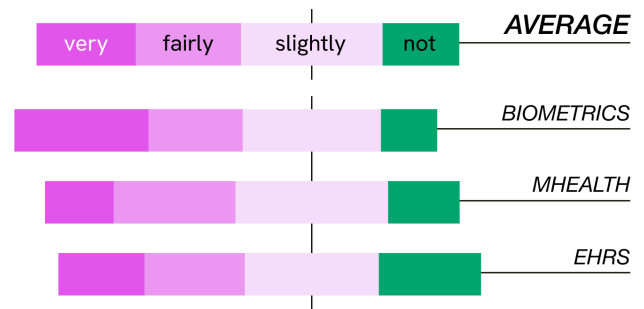 AVERAGE
very fairly slightly not
BIOMETRICS
MHEALTH
EHRS